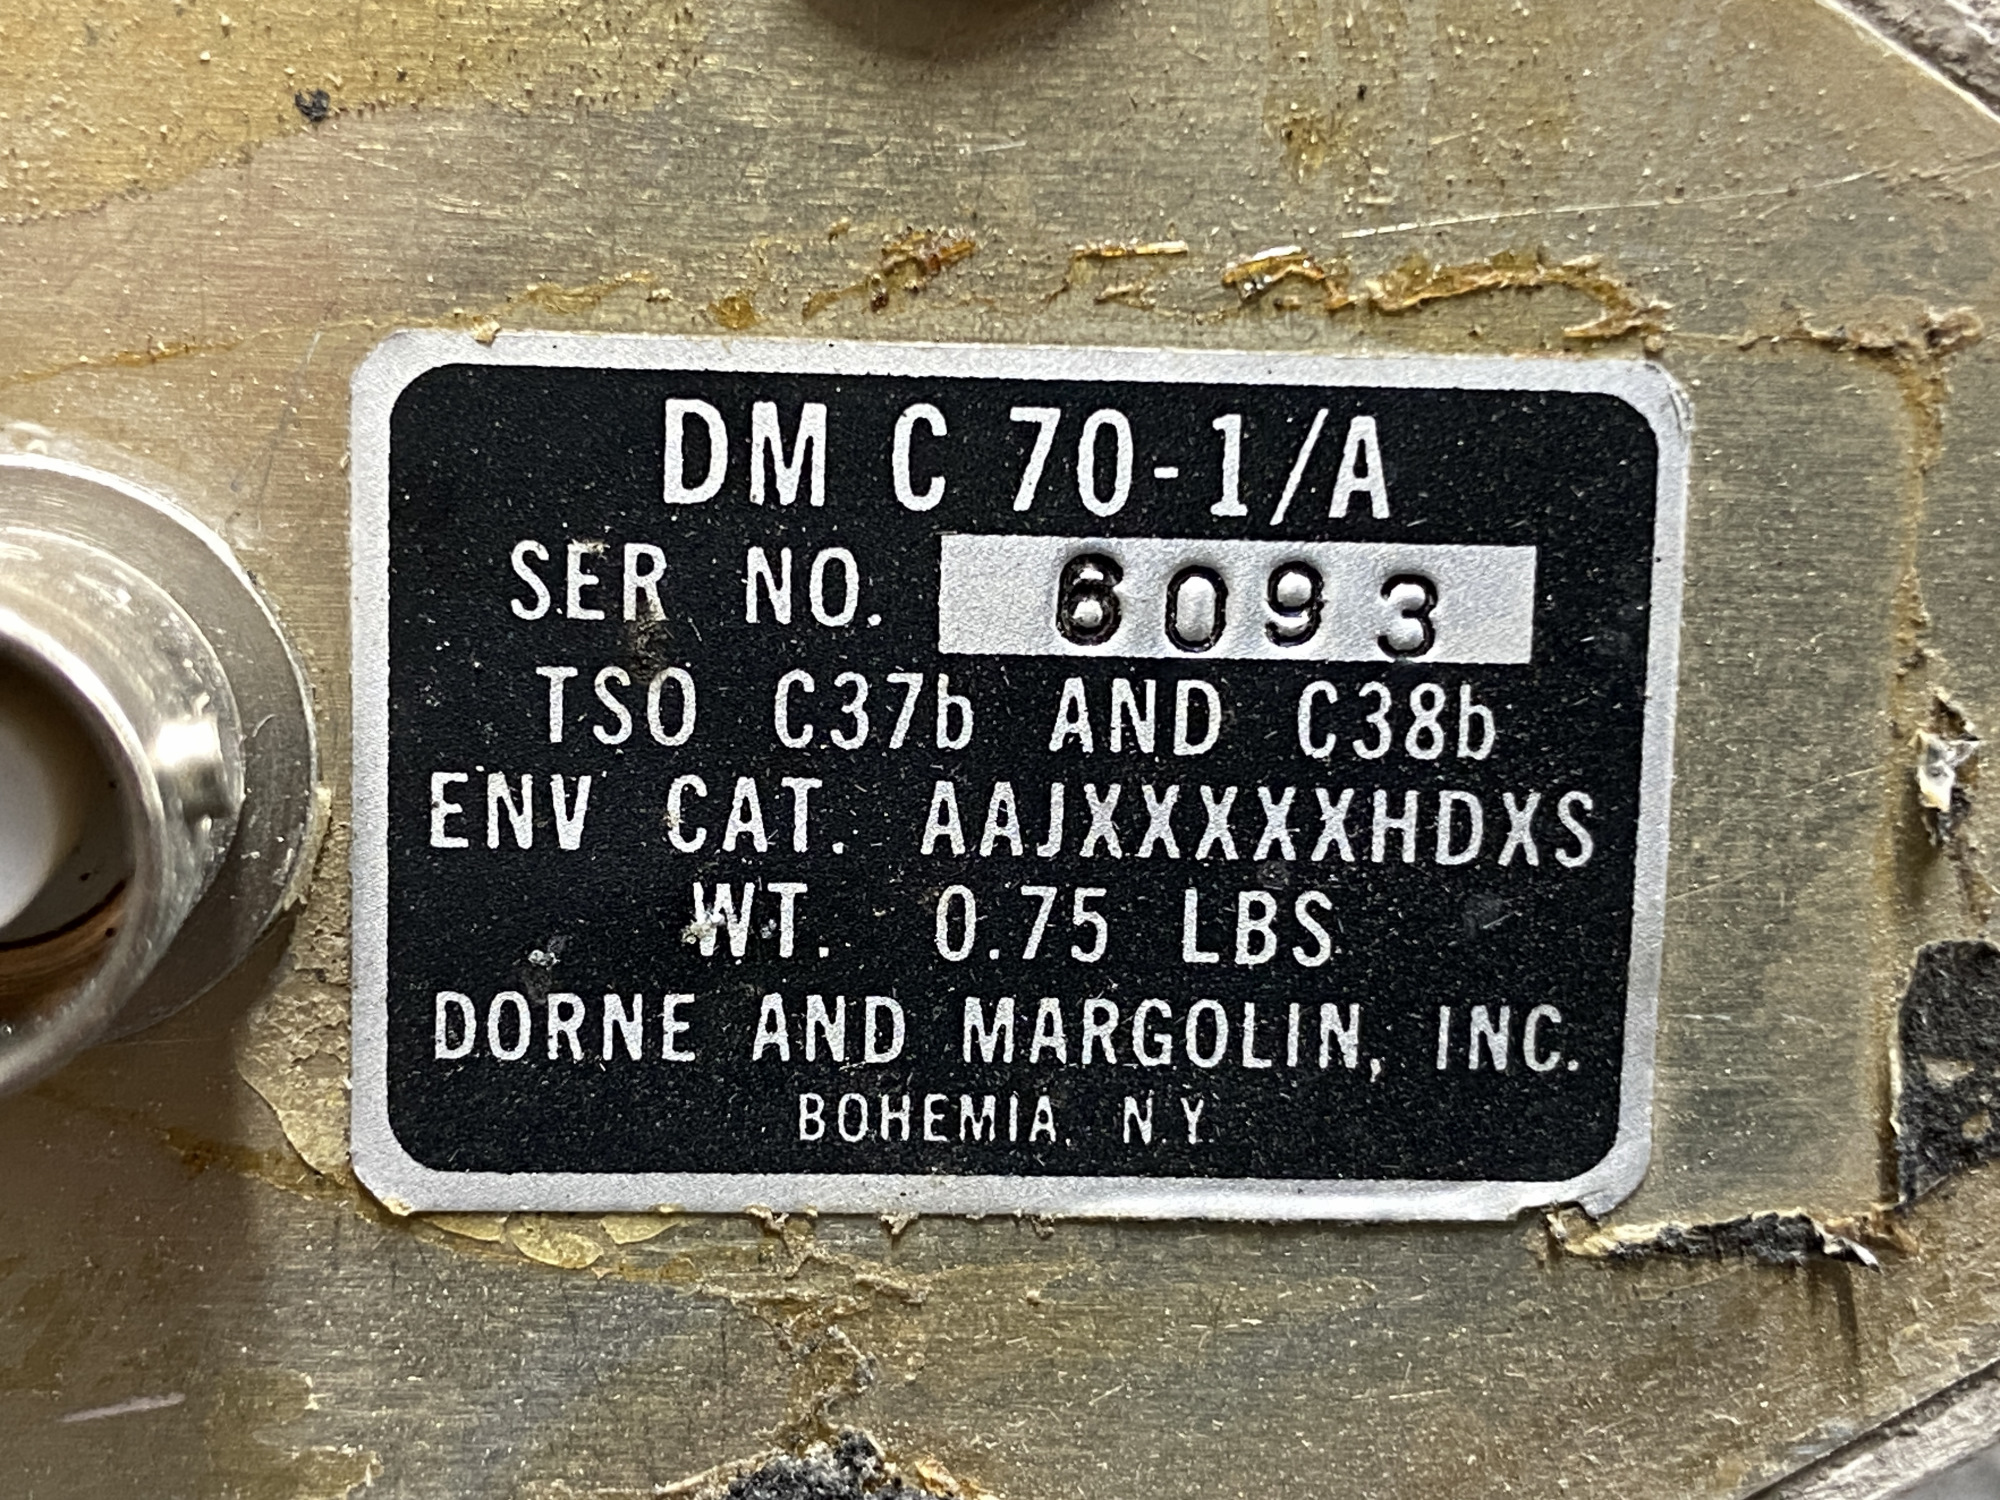 DM C 70-1/A
SER NO. 6093
TSO C37b AND C38b
ENV CAT. AAJXXXXXHDXS
WT. 0.75 LBS
DORNE AND MARGOLIN, INC.
BOHEMIA. N.Y.